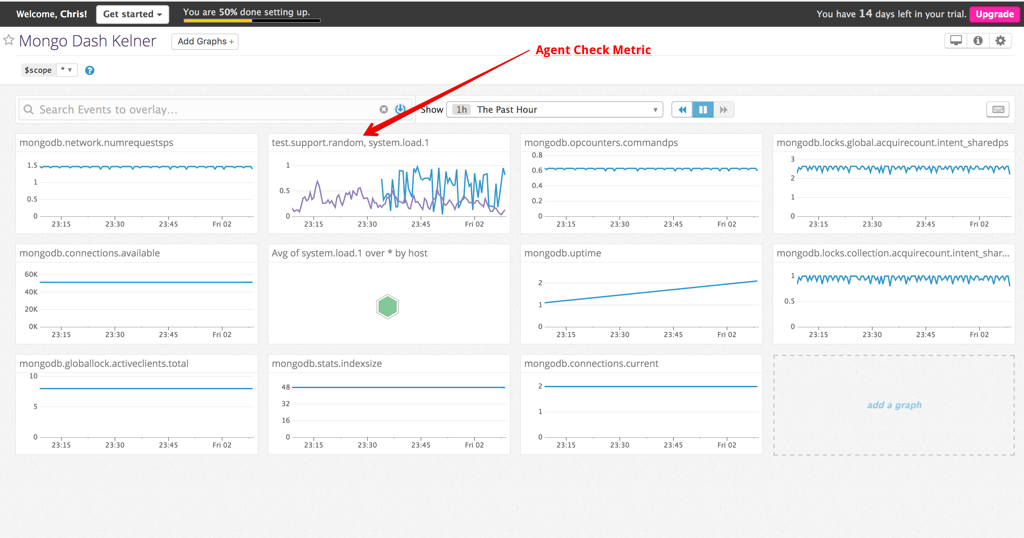 Welcome, Chris!
Get started
You are 50% done setting up.
You have 14 days left in your trial.
Upgrade
Mongo Dash Kelner
Add Graphs +
Agent Check Metric
$scope
*
?
Search Events to overlay...
Show
1h
The Past Hour
mongodb.network.numrequestsps
1.5
1
0.5
0
23:15 23:30 23:45 Fri 02
test.support.random, system.load.1
1
0.5
0
23:15 23:30 23:45 Fri 02
mongodb.opcounters.commandps
0.8
0.6
0.4
0.2
0
23:15 23:30 23:45 Fri 02
mongodb.locks.global.acquirecount.intent_sharedps
3
2
1
0
23:15 23:30 23:45 Fri 02
mongodb.connections.available
60K
40K
20K
0K
23:15 23:30 23:45 Fri 02
Avg of system.load.1 over * by host
mongodb.uptime
2
1
0
23:15 23:30 23:45 Fri 02
mongodb.locks.collection.acquirecount.intent_shar...
1
0.5
0
23:15 23:30 23:45 Fri 02
mongodb.globallock.activeclients.total
10
5
0
23:15 23:30 23:45 Fri 02
mongodb.stats.indexsize
48
32
16
0
23:15 23:30 23:45 Fri 02
mongodb.connections.current
2
1
0
23:15 23:30 23:45 Fri 02
add a graph